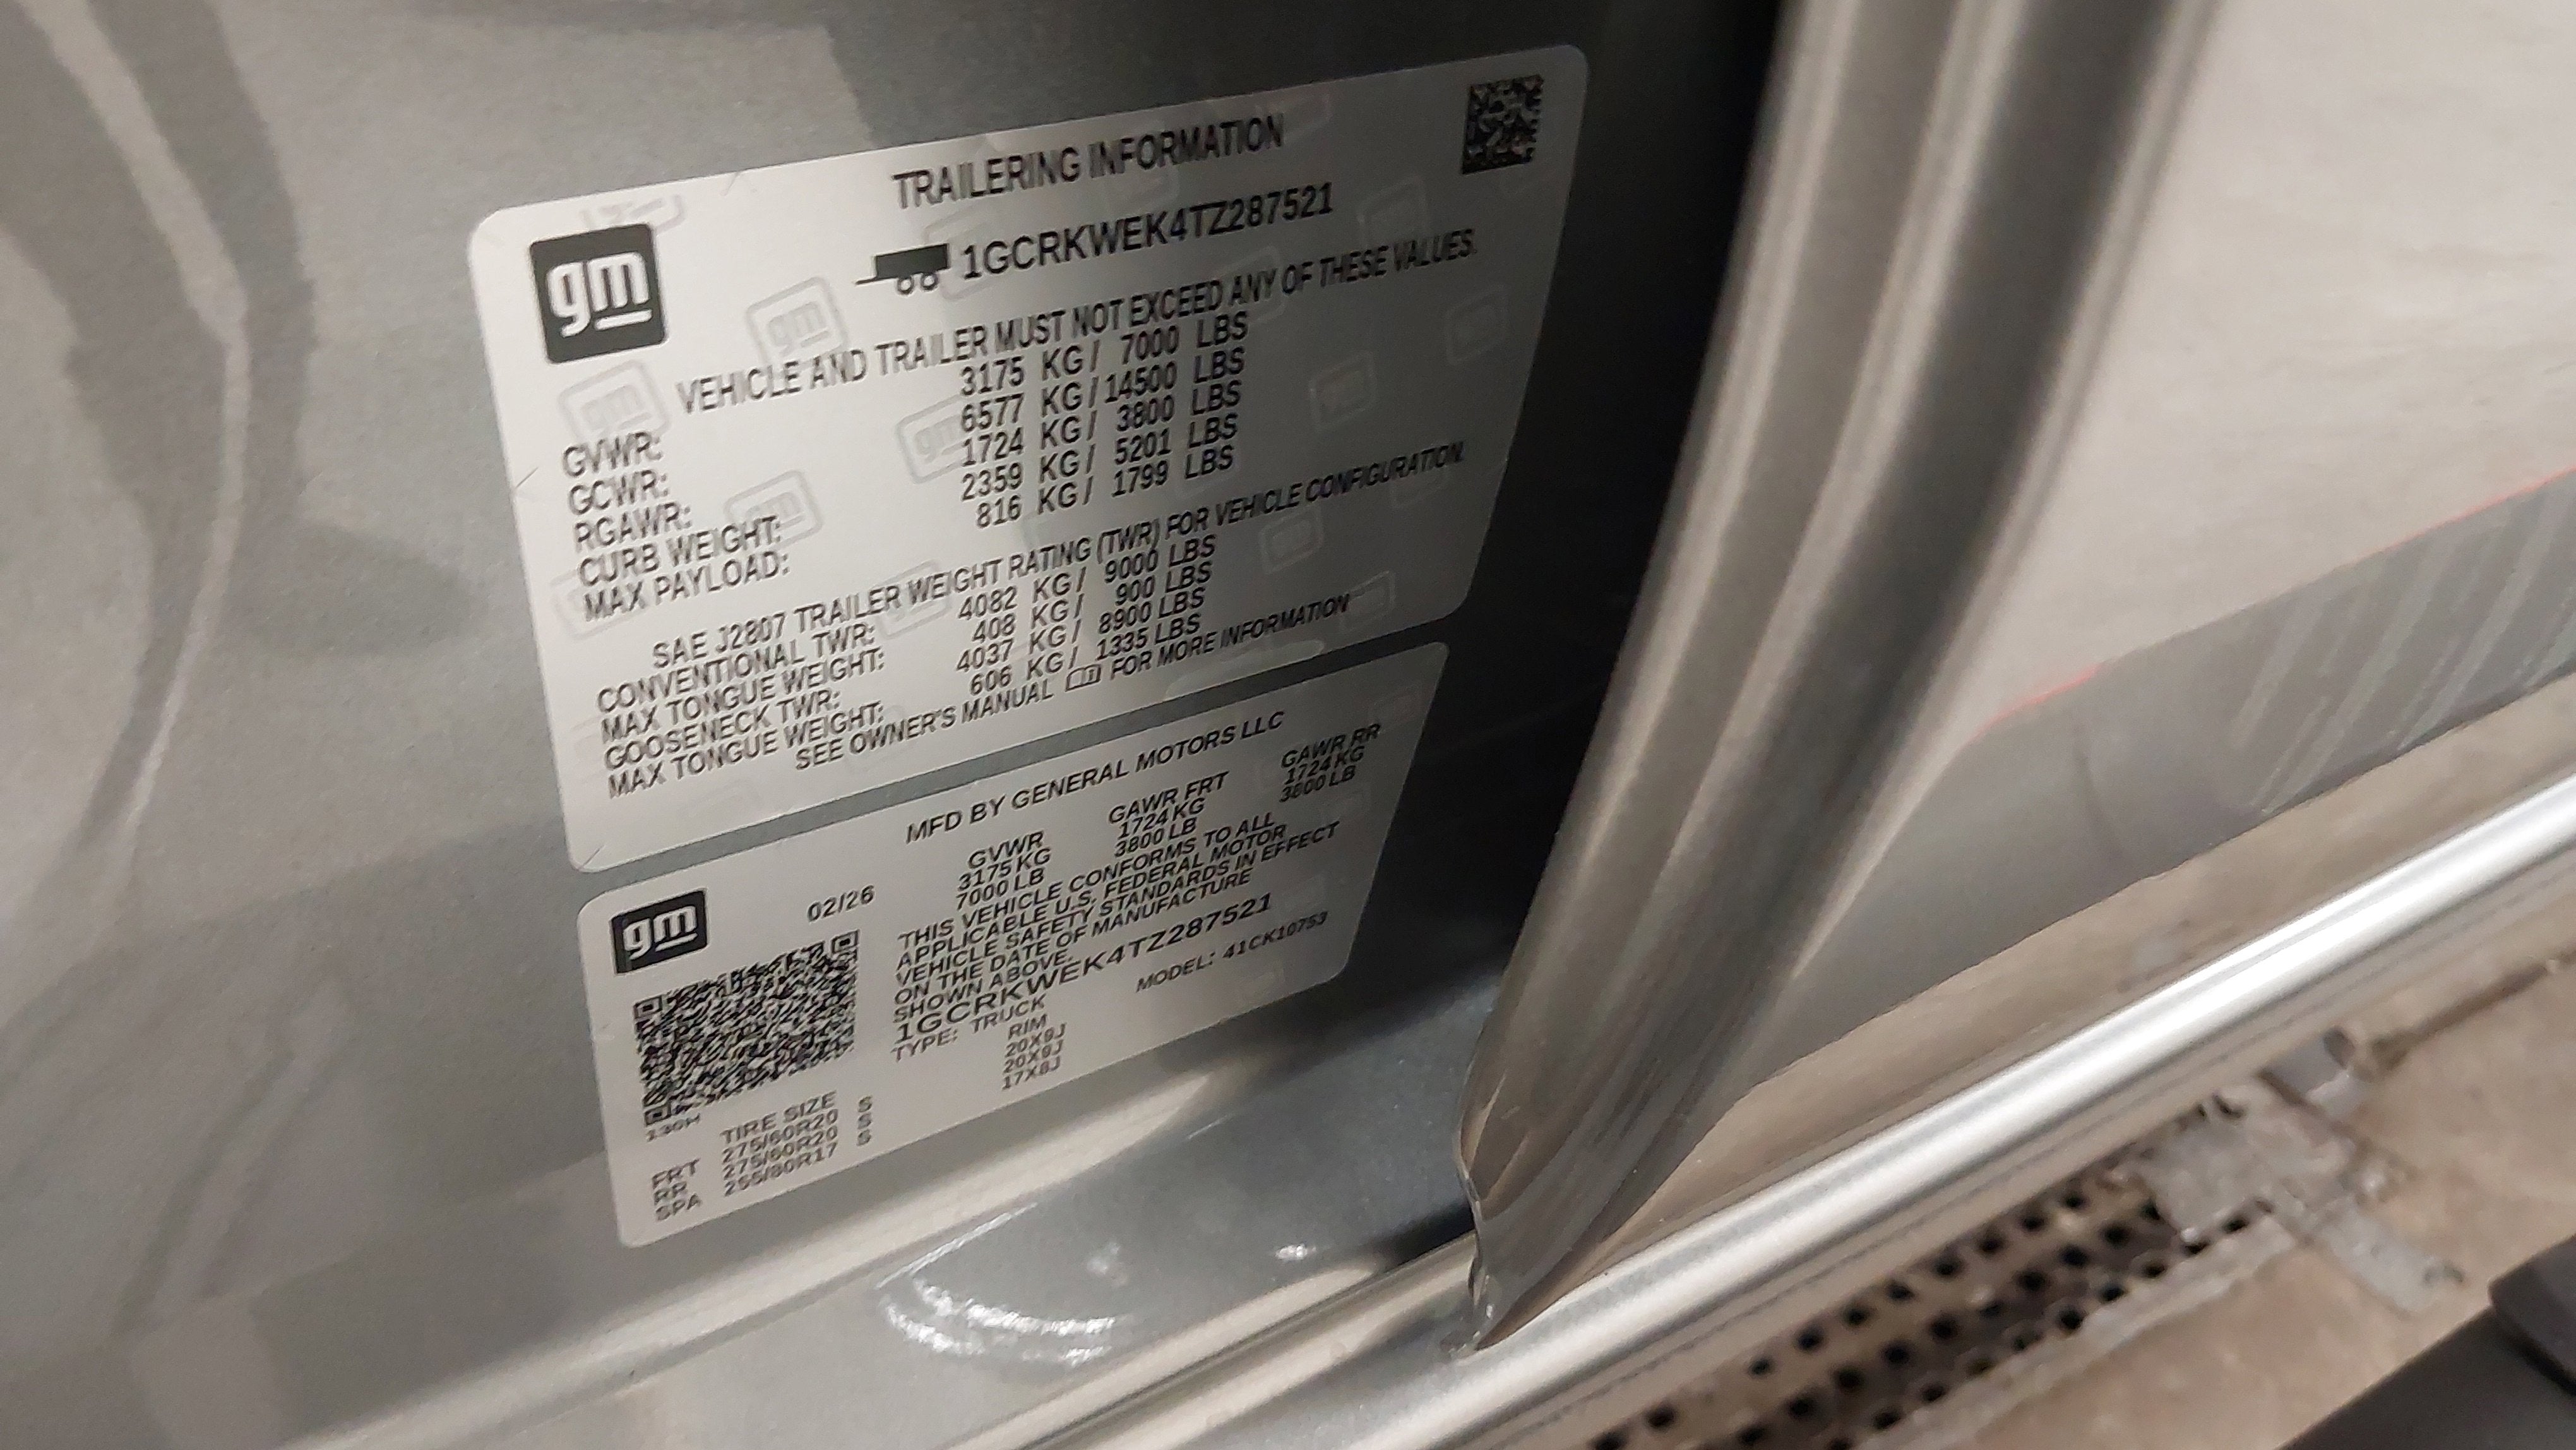 gm
TRAILERING INFORMATION
1GCRKWEK4TZ287521
VEHICLE AND TRAILER MUST NOT EXCEED ANY OF THESE VALUES.
GVWR: 3175 KG / 7000 LBS
GCWR: 6577 KG / 14500 LBS
RGAWR: 1724 KG / 3800 LBS
CURB WEIGHT: 2359 KG / 5201 LBS
MAX PAYLOAD: 816 KG / 1799 LBS
SAE J2807 TRAILER WEIGHT RATING (TWR) FOR VEHICLE CONFIGURATION.
CONVENTIONAL TWR: 4082 KG / 9000 LBS
MAX TONGUE WEIGHT: 408 KG / 900 LBS
GOOSENECK TWR: 4037 KG / 8900 LBS
MAX TONGUE WEIGHT: 606 KG / 1335 LBS
SEE OWNER'S MANUAL FOR MORE INFORMATION
gm
MFD BY GENERAL MOTORS LLC
02/26
GVWR GAWR FRT GAWR RR
3175 KG 1724 KG 1724 KG
7000 LB 3800 LB 3800 LB
THIS VEHICLE CONFORMS TO ALL
APPLICABLE U.S. FEDERAL MOTOR
VEHICLE SAFETY STANDARDS IN EFFECT
ON THE DATE OF MANUFACTURE
SHOWN ABOVE.
1GCRKWEK4TZ287521
TYPE: TRUCK MODEL: 41CK10753
130H
TIRE SIZE RIM
FRT 275/60R20 S 20X9J
RR 275/60R20 S 20X9J
SPA 255/80R17 S 17X8J